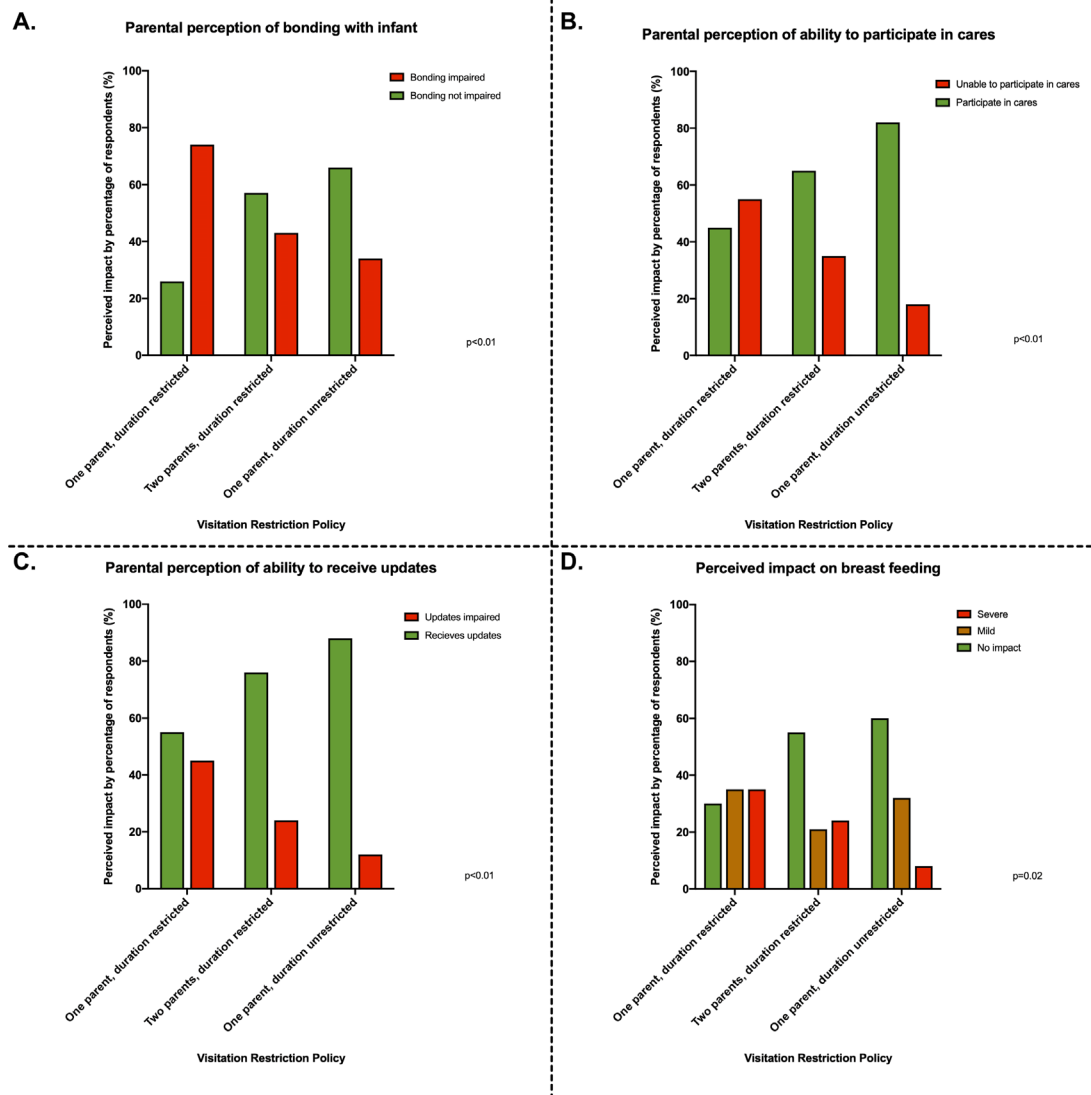 A.
Parental perception of bonding with infant
Perceived impact by percentage of respondents (%)
100
80
60
40
20
0
Bonding impaired
Bonding not impaired
p<0.01
One parent, duration restricted
Two parents, duration restricted
One parent, duration unrestricted
Visitation Restriction Policy
B.
Parental perception of ability to participate in cares
Perceived impact by percentage of respondents (%)
100
80
60
40
20
0
Unable to participate in cares
Participate in cares
p<0.01
One parent, duration restricted
Two parents, duration restricted
One parent, duration unrestricted
Visitation Restriction Policy
C.
Parental perception of ability to receive updates
Perceived impact by percentage of respondents (%)
100
80
60
40
20
0
Updates impaired
Recieves updates
p<0.01
One parent, duration restricted
Two parents, duration restricted
One parent, duration unrestricted
Visitation Restriction Policy
D.
Perceived impact on breast feeding
Perceived impact by percentage of respondents (%)
100
80
60
40
20
0
Severe
Mild
No impact
p=0.02
One parent, duration restricted
Two parents, duration restricted
One parent, duration unrestricted
Visitation Restriction Policy